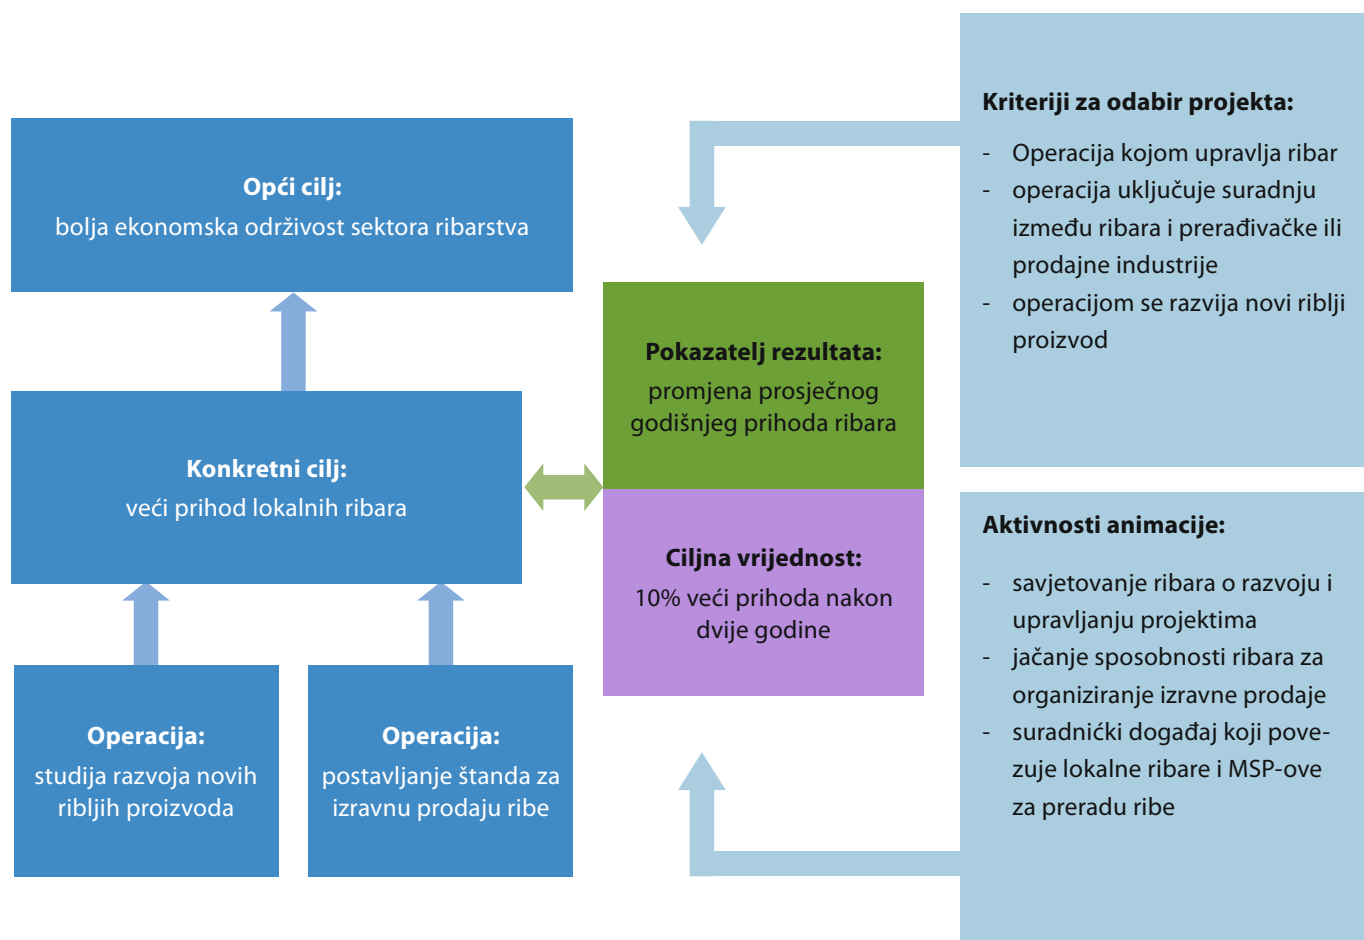 Opći cilj:
bolja ekonomska održivost sektora ribarstva
Konkretni cilj:
veći prihod lokalnih ribara
Operacija:
studija razvoja novih
ribljih proizvoda
Operacija:
postavljanje štanda za
izravnu prodaju ribe
Pokazatelj rezultata:
promjena prosječnog
godišnjeg prihoda ribara
Ciljna vrijednost:
10% veći prihoda nakon
dvije godine
Kriteriji za odabir projekta:
- Operacija kojom upravlja ribar
- operacija uključuje suradnju
između ribara i prerađivačke ili
prodajne industrije
- operacijom se razvija novi riblji
proizvod
Aktivnosti animacije:
- savjetovanje ribara o razvoju i
upravljanju projektima
- jačanje sposobnosti ribara za
organiziranje izravne prodaje
- suradnićki događaj koji pove-
zuje lokalne ribare i MSP-ove
za preradu ribe